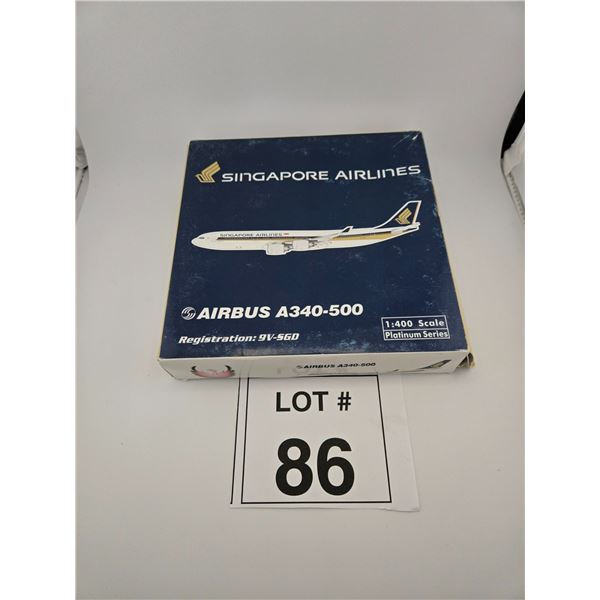 SINGAPORE AIRLINES
SINGAPORE AIRLINES
AIRBUS A340-500
Registration: 9V-SGD
1:400 Scale
Platinum Series
AIRBUS A340-500
LOT #
86